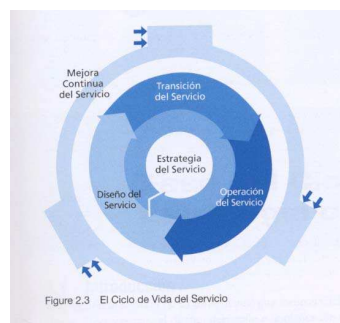 Mejora
Continua
del Servicio
Transición
del Servicio
Estrategia
del Servicio
Diseño del
Servicio
Operación
del Servicio
Figure 2.3 El Ciclo de Vida del Servicio